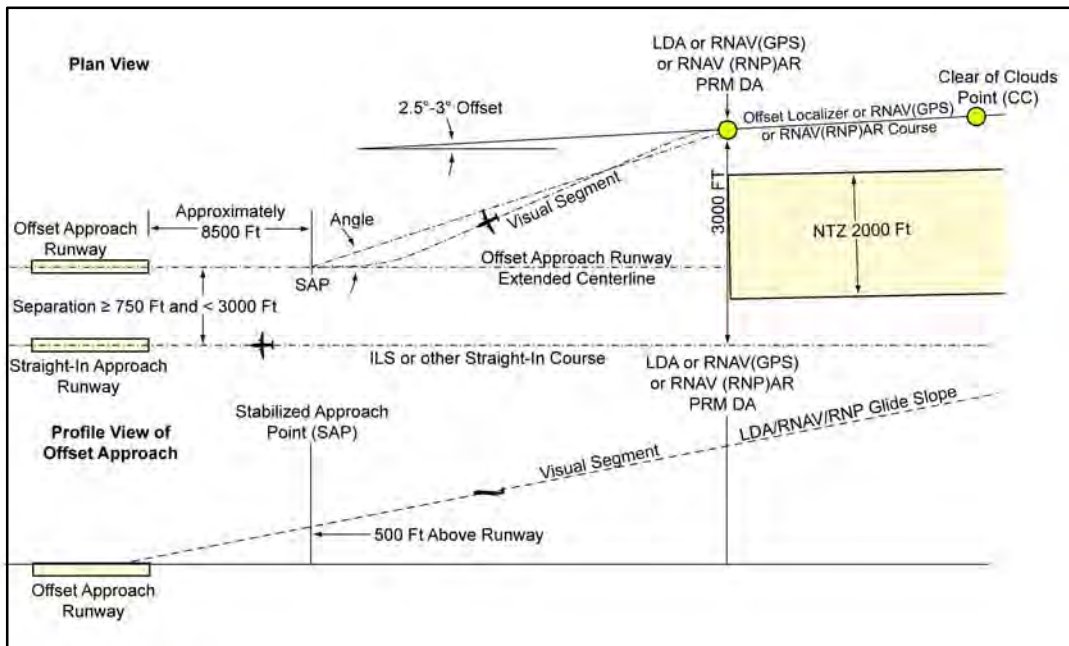 Plan View
LDA or RNAV(GPS)
or RNAV (RNP)AR
PRM DA
Clear of Clouds
Point (CC)
2.5°-3° Offset
Offset Localizer or RNAV(GPS)
or RNAV(RNP)AR Course
Approximately
8500 Ft
Angle
Visual Segment
3000 FT
NTZ 2000 Ft
Offset Approach
Runway
SAP
Offset Approach Runway
Extended Centerline
Separation ≥ 750 Ft and < 3000 Ft
Straight-In Approach
Runway
ILS or other Straight-In Course
LDA or RNAV(GPS)
or RNAV (RNP)AR
PRM DA
Stabilized Approach
Point (SAP)
Profile View of
Offset Approach
LDA/RNAV/RNP Glide Slope
Visual Segment
500 Ft Above Runway
Offset Approach
Runway